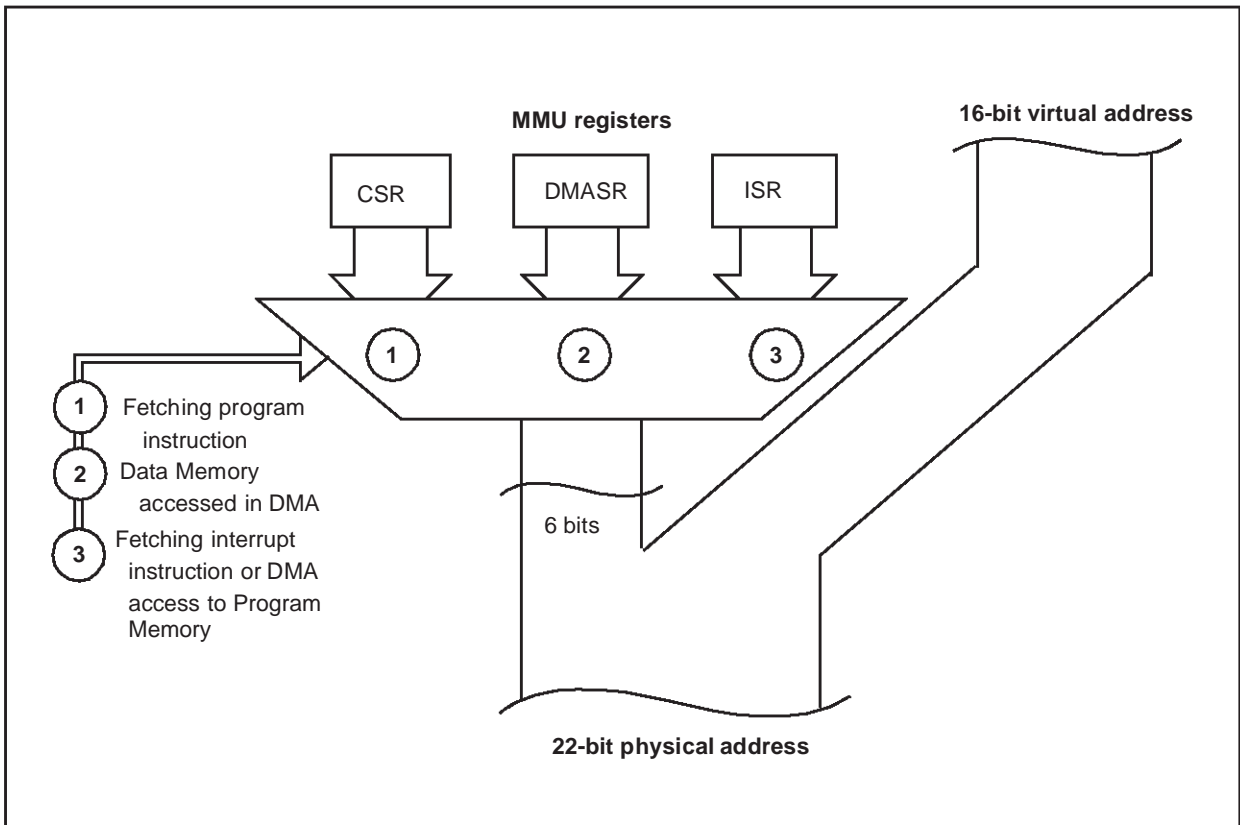 16-bit virtual address
MMU registers
CSR
DMASR
ISR
1
2
3
1
Fetching program
instruction
2
Data Memory
accessed in DMA
3
Fetching interrupt
instruction or DMA
access to Program
Memory
6 bits
22-bit physical address